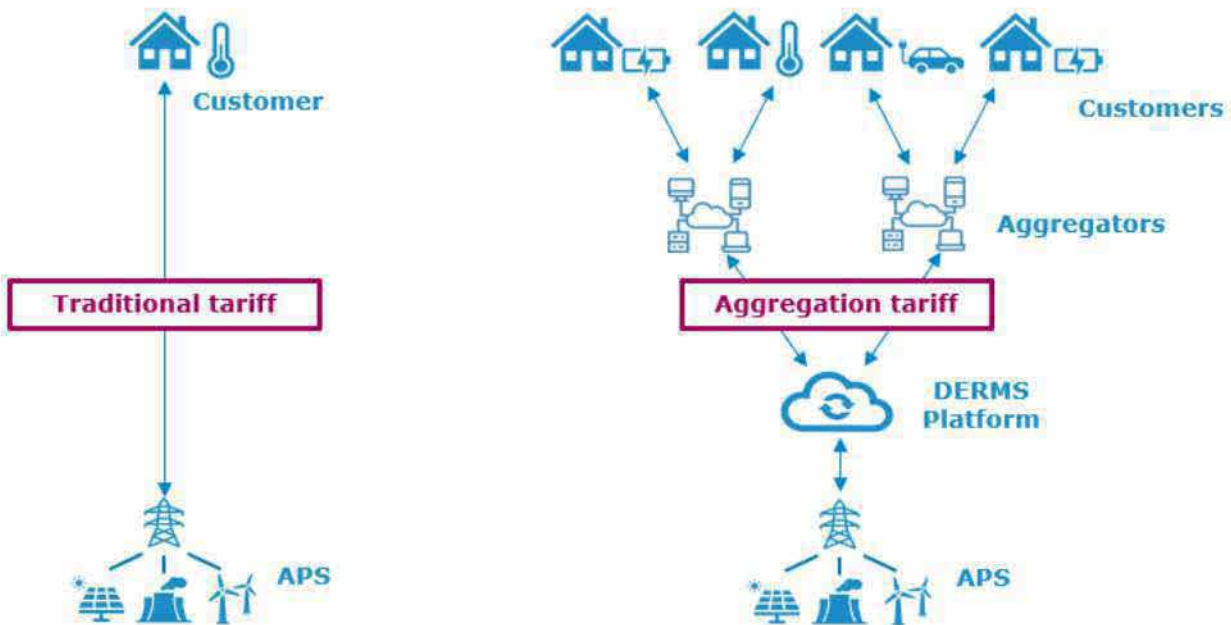 Customer
Customers
Aggregators
Traditional tariff
Aggregation tariff
DERMS
Platform
APS
APS